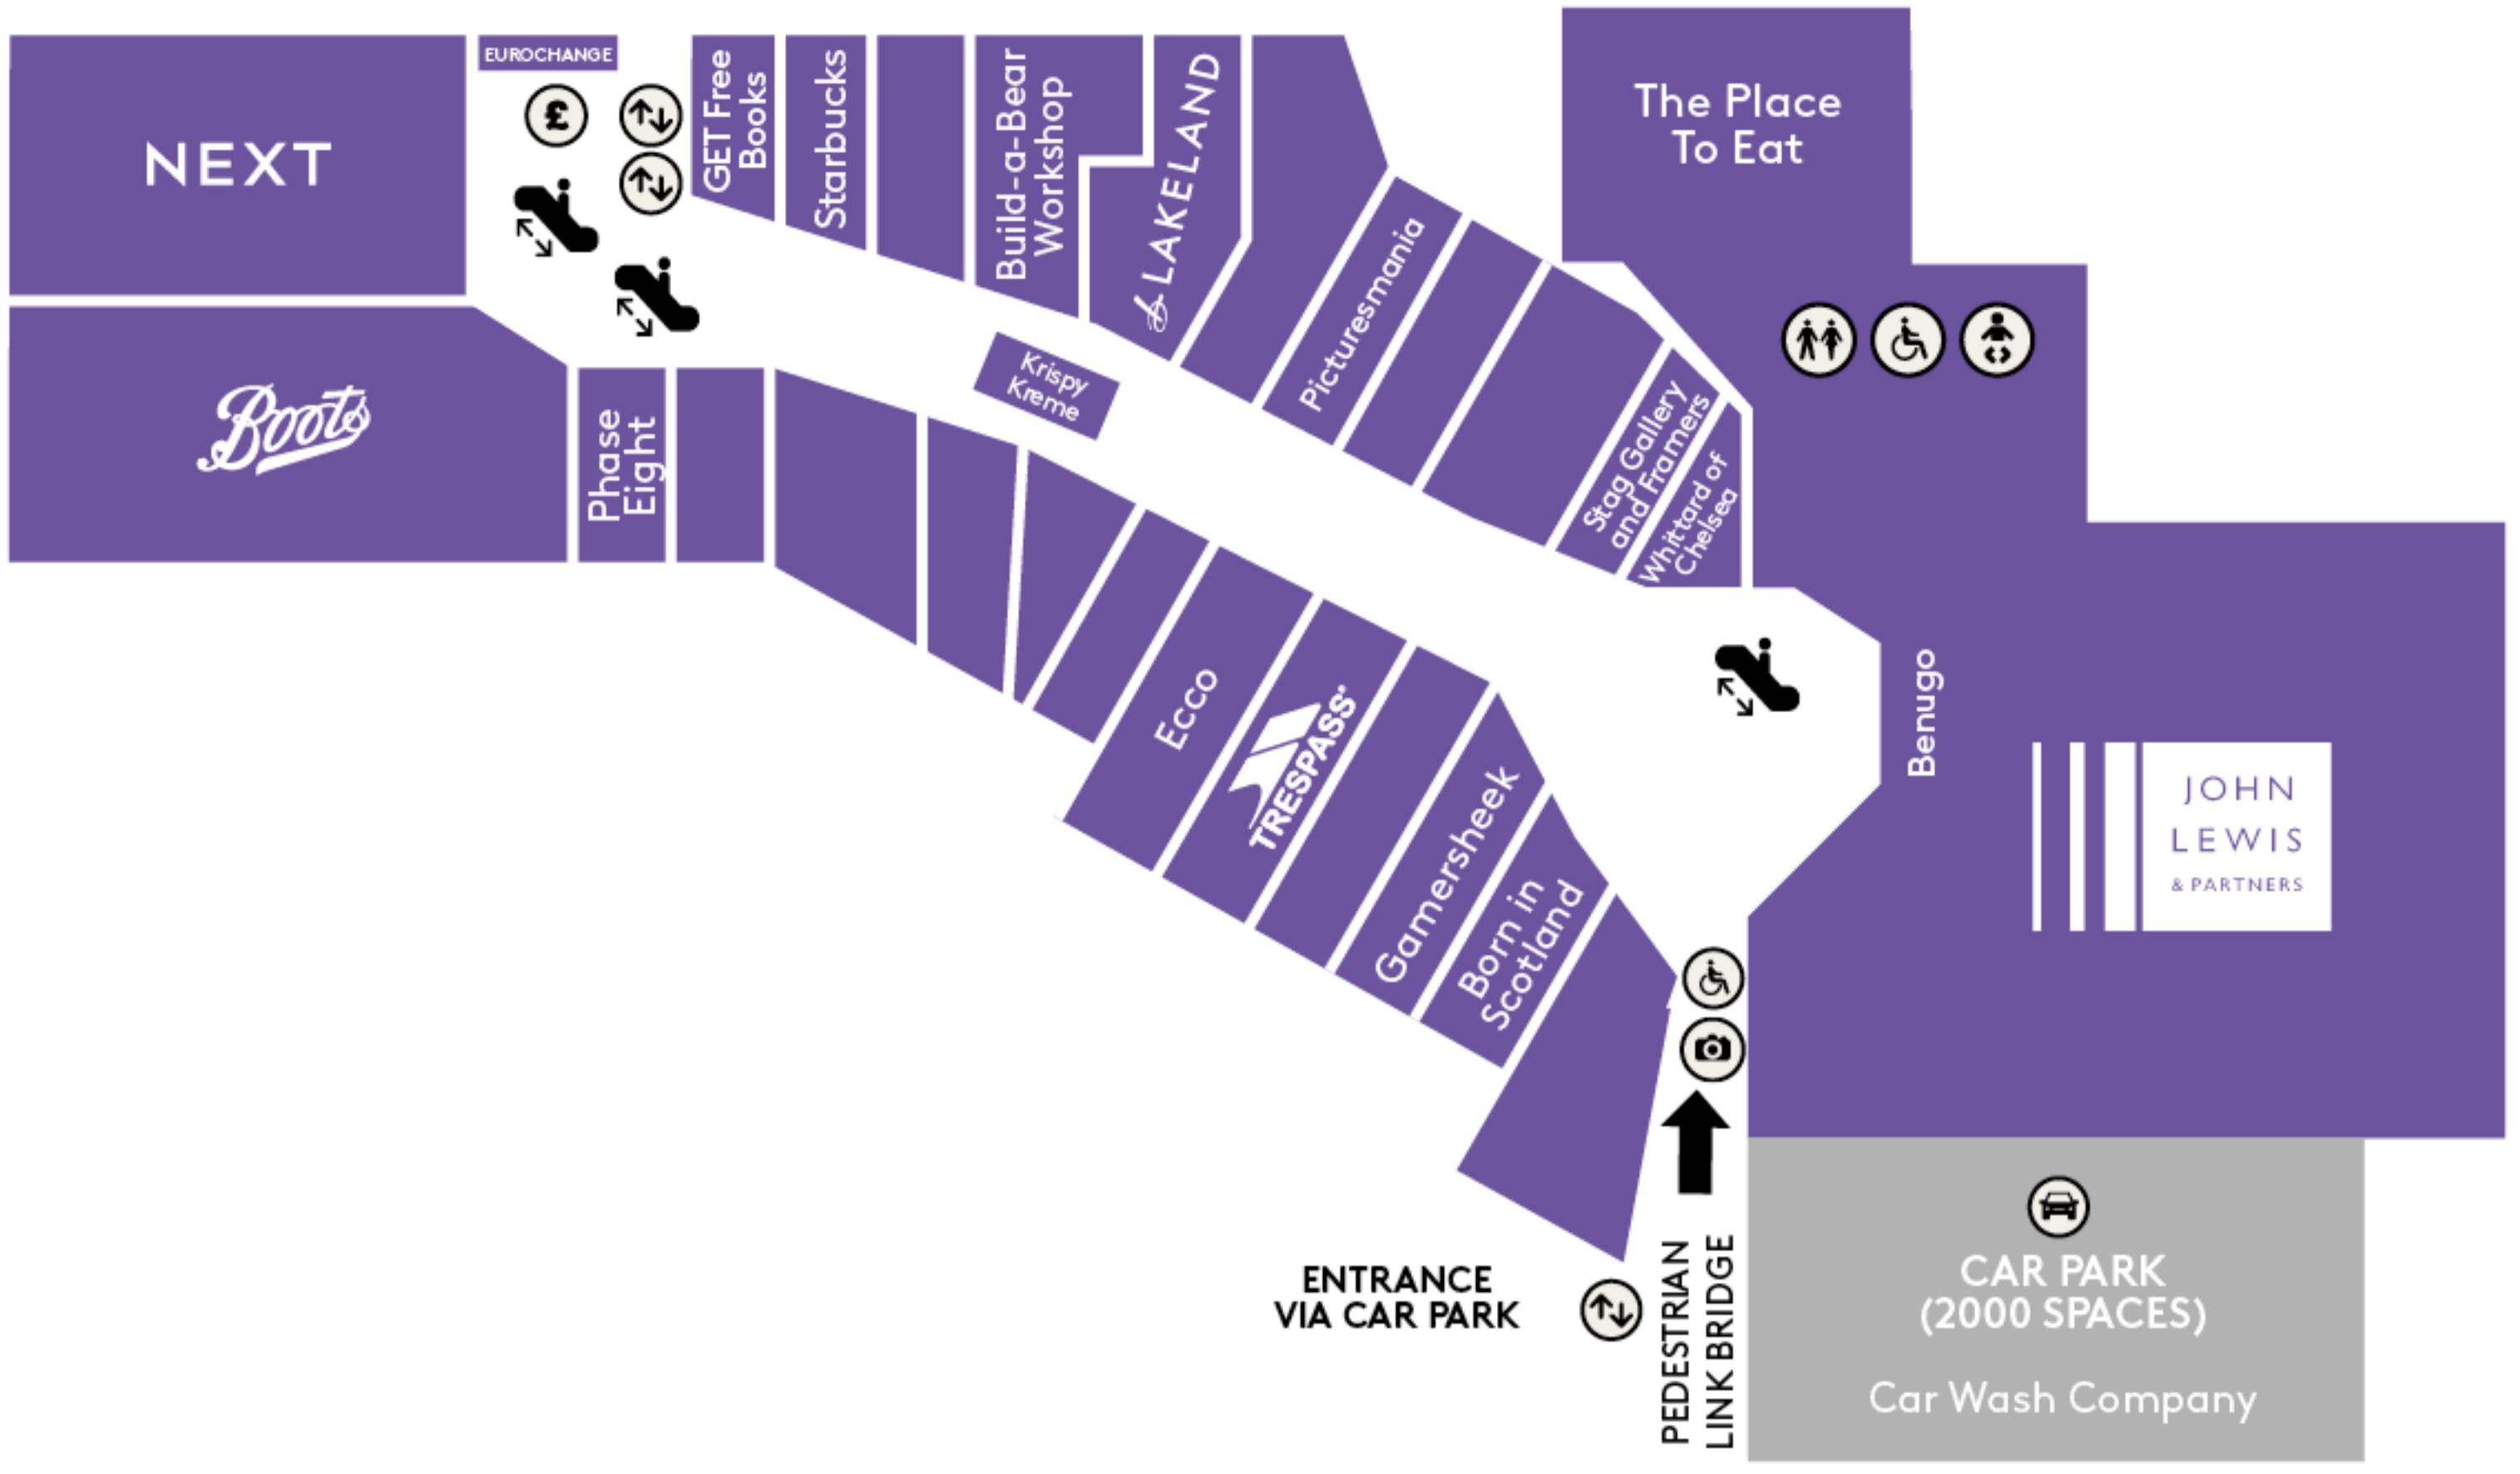 EUROCHANGE
NEXT
£
GET Free
Books
Starbucks
Build-a-Bear
Workshop
LAKELAND
The Place
To Eat
Boots
Phase
Eight
Krispy
Kreme
Picturesmania
Stag Gallery
and Framers
Whittard of
Chelsea
Ecco
TRESPASS
Gamersheek
Born in
Scotland
Benugo
JOHN
LEWIS
& PARTNERS
ENTRANCE
VIA CAR PARK
PEDESTRIAN
LINK BRIDGE
CAR PARK
(2000 SPACES)
Car Wash Company